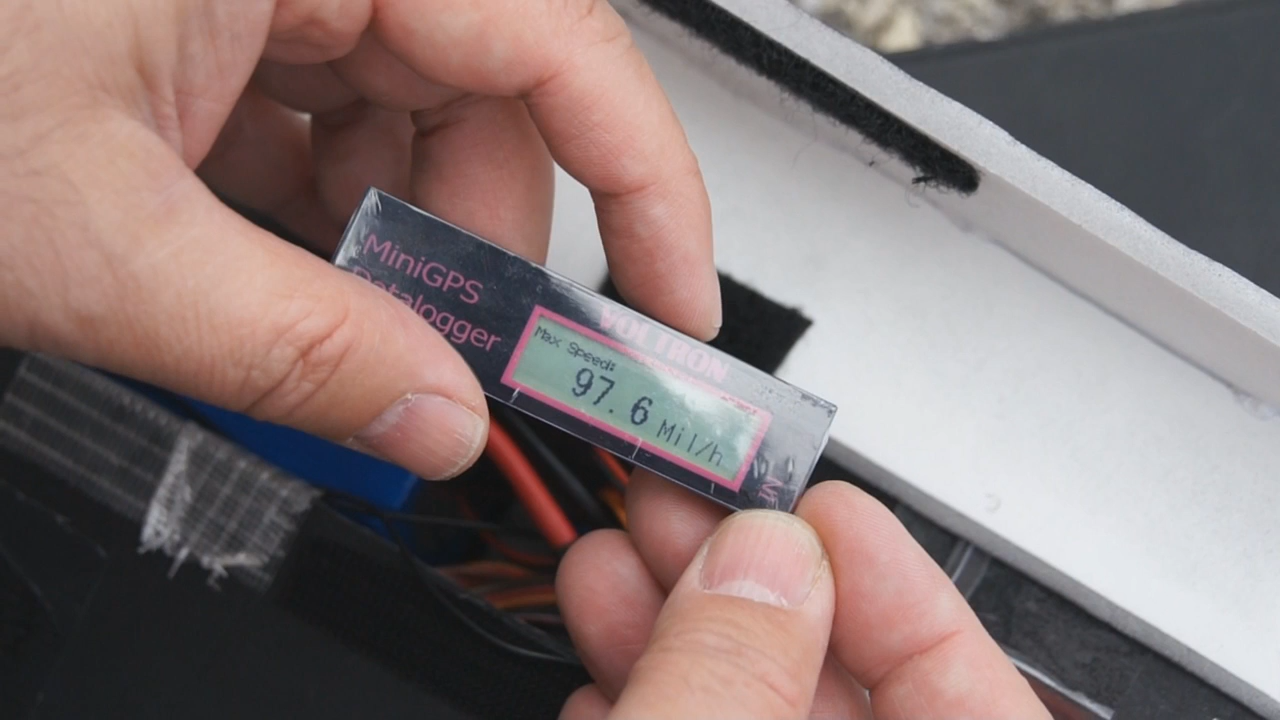 MiniGPS
Datalogger
VOLTRON
Max Speed:
97.6 Mil/h